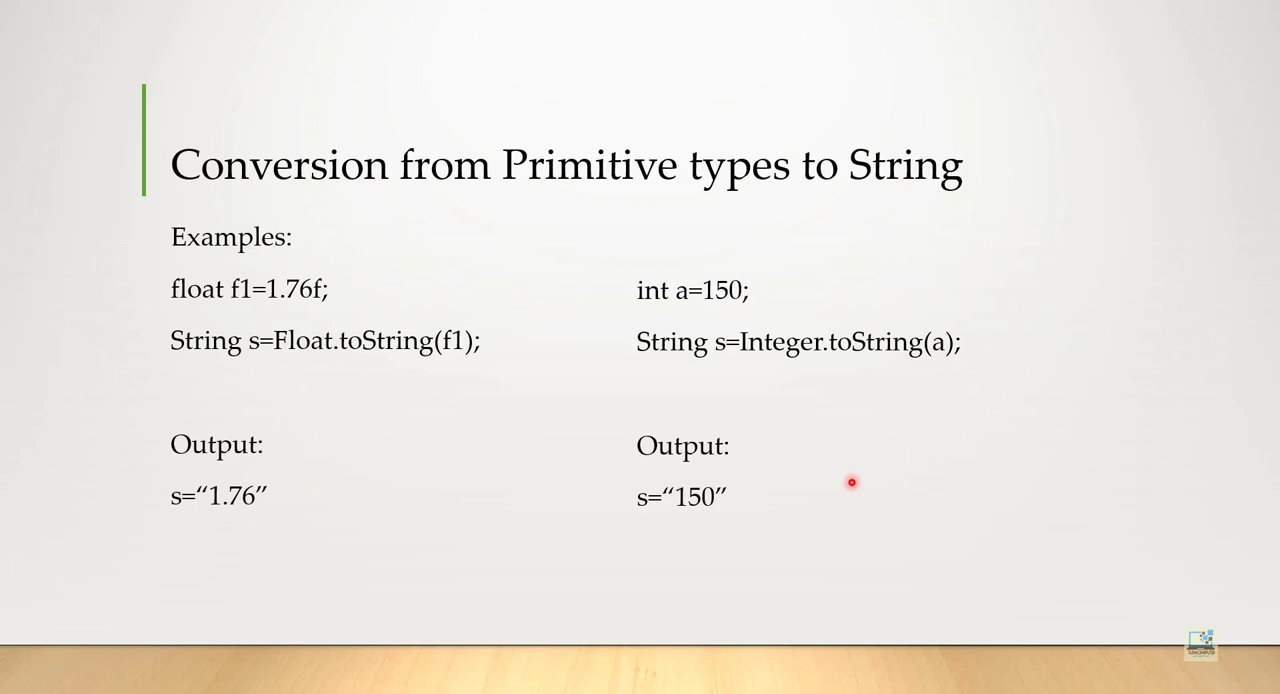 Conversion from Primitive types to String
Examples:
float f1=1.76f;
String s=Float.toString(f1);
Output:
s=“1.76”
int a=150;
String s=Integer.toString(a);
Output:
s=“150”